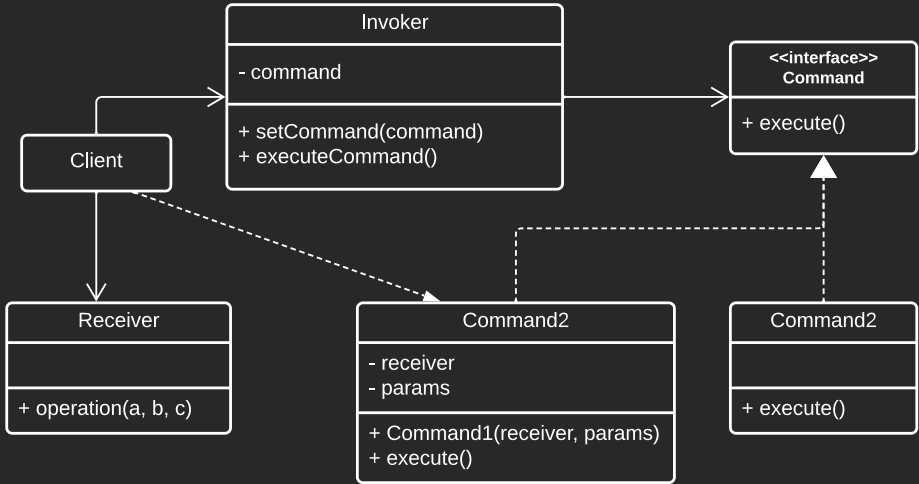 Invoker
- command
+ setCommand(command)
+ executeCommand()
<<interface>>
Command
+ execute()
Client
Receiver
+ operation(a, b, c)
Command2
- receiver
- params
+ Command1(receiver, params)
+ execute()
Command2
+ execute()